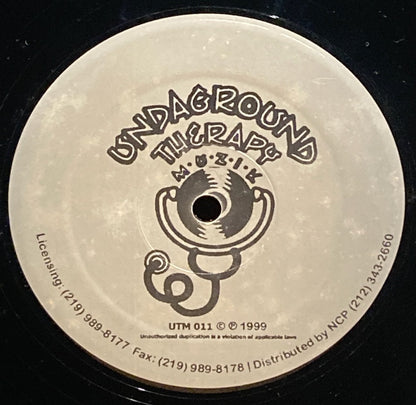 UNDAGROUND
THERAPY
M·U·Z·I·K
UTM 011 © ℗ 1999
Unauthorized duplication is a violation of applicable laws
Licensing: (219) 989-8177 Fax: (219) 989-8178 | Distributed by NCP (212) 343-2660